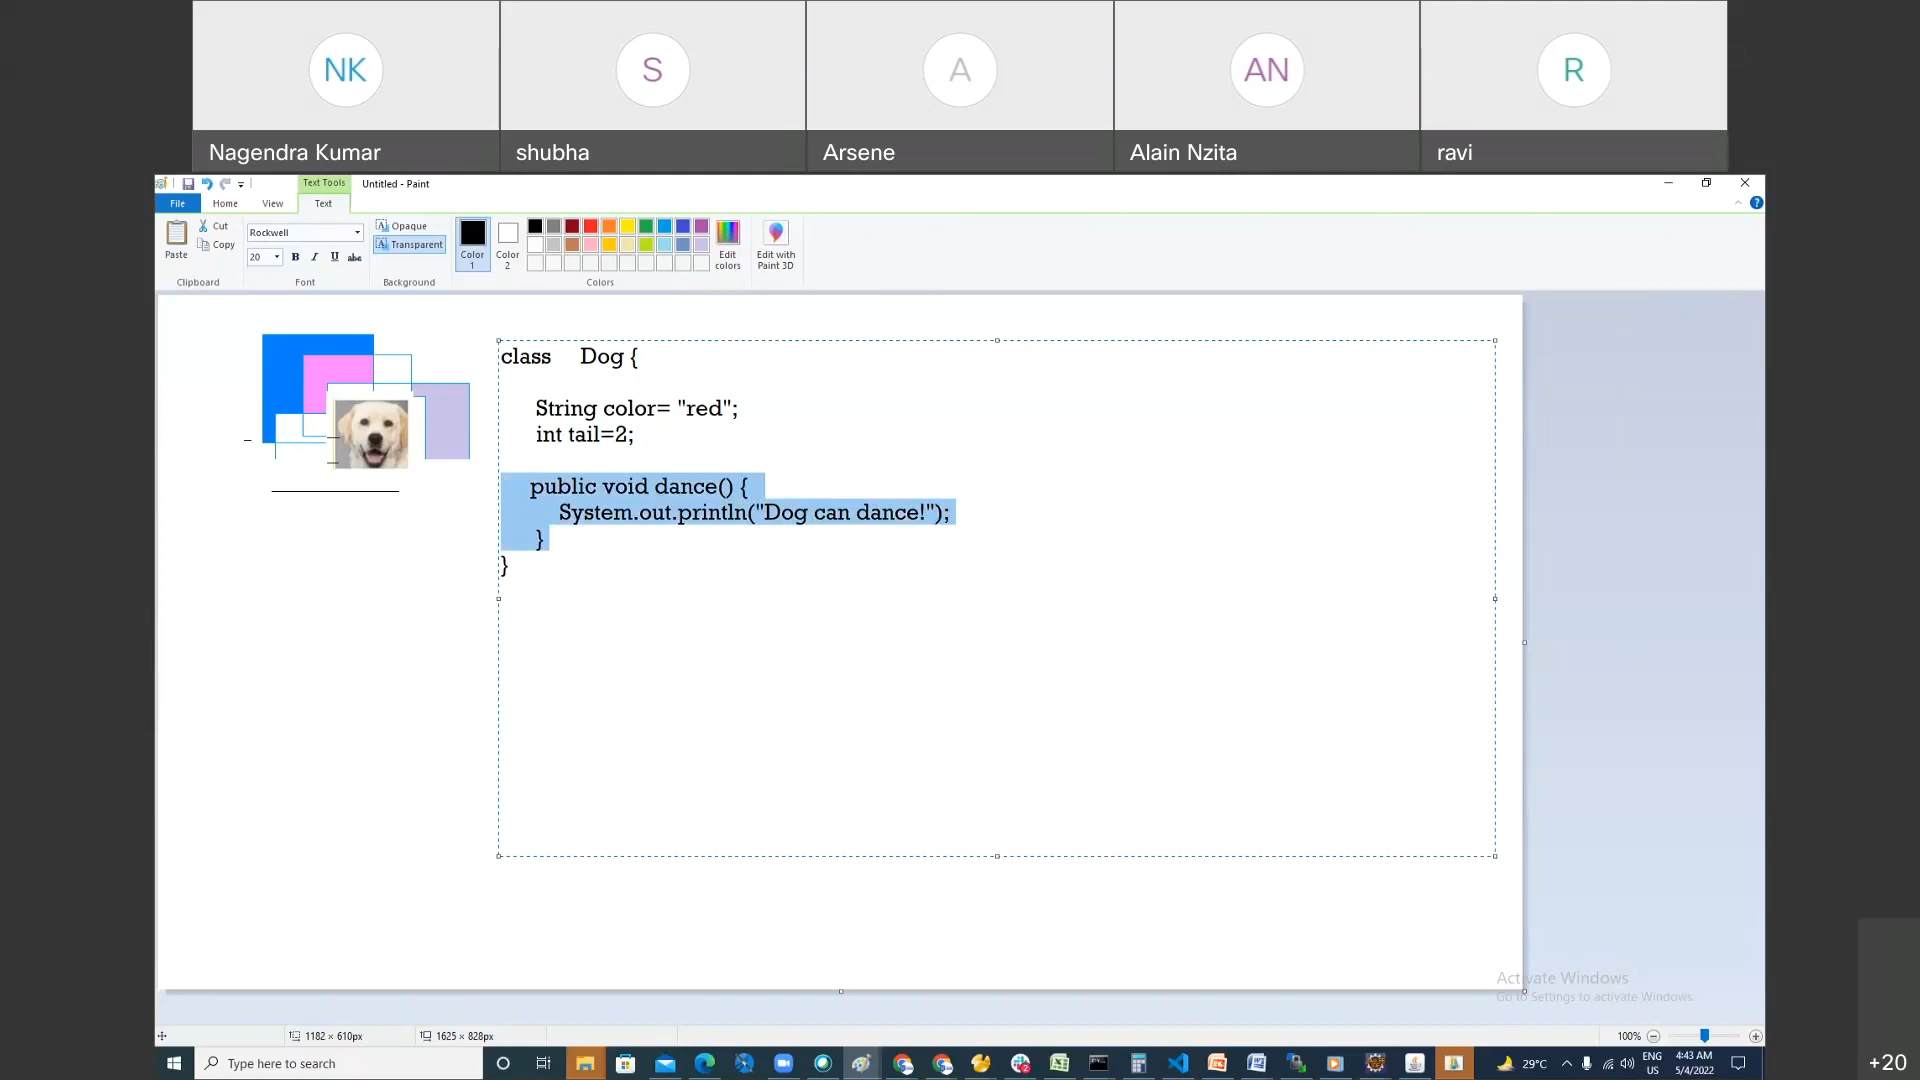 NK
S
A
AN
R
Nagendra Kumar
shubha
Arsene
Alain Nzita
ravi
Text Tools
Untitled - Paint
File
Home
View
Text
Paste
Cut
Copy
Clipboard
Rockwell
20
B I U abc
Font
Opaque
Transparent
Background
Color 1
Color 2
Edit colors
Colors
Edit with Paint 3D
class Dog {
String color= "red";
int tail=2;
public void dance() {
System.out.println("Dog can dance!");
}
}
Activate Windows
Go to Settings to activate Windows.
1182 × 610px
1625 × 828px
100%
Type here to search
29°C
ENG
US
4:43 AM
5/4/2022
+20